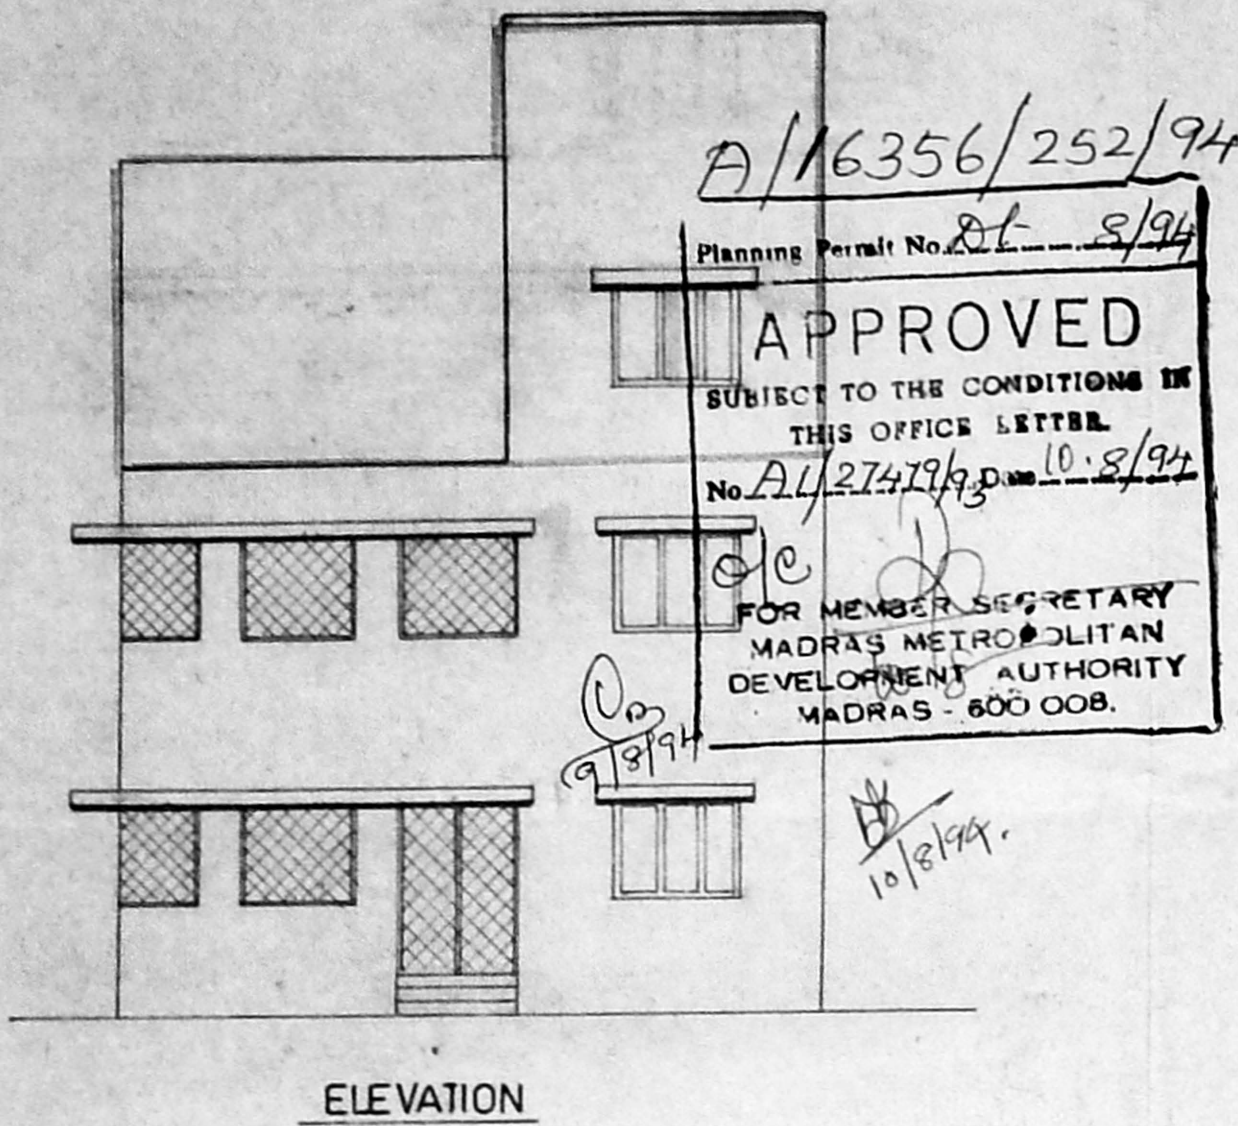 A/16356/252/94
Planning Permit No. Dt 8/94
APPROVED
SUBJECT TO THE CONDITIONS IN
THIS OFFICE LETTER.
No A1/27479/93 Date 10.8/94
O/C
FOR MEMBER SECRETARY
MADRAS METROPOLITAN
DEVELOPMENT AUTHORITY
MADRAS - 600 008.
9/8/94
10/8/94.
ELEVATION